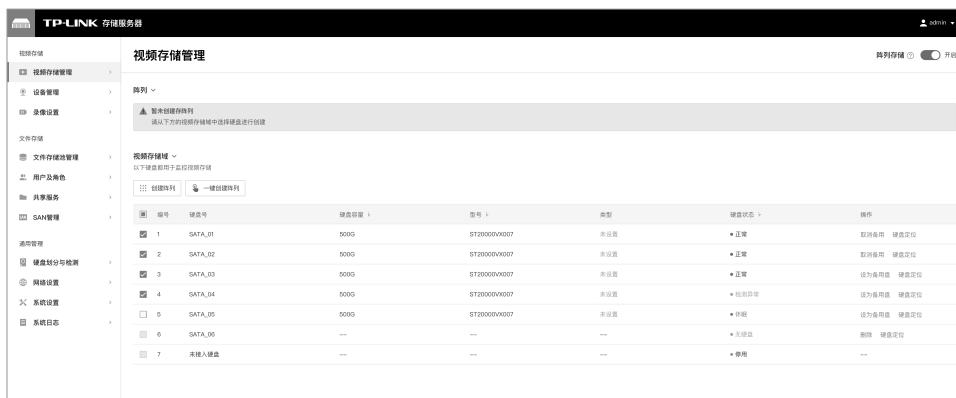 TP-LINK 存储服务器
admin
视频存储
视频存储管理
设备管理
录像设置
文件存储
文件存储池管理
用户及角色
共享服务
SAN管理
通用管理
硬盘划分与检测
网络设置
系统设置
系统日志
视频存储管理
阵列存储 开启
阵列
暂未创建存阵列
请从下方的视频存储域中选择硬盘进行创建
视频存储域
以下硬盘都用于监控视频存储
创建阵列 一键创建阵列
编号 硬盘号 硬盘容量 型号 类型 硬盘状态 操作
1 SATA_01 500G ST20000VX007 未设置 正常 取消备用 硬盘定位
2 SATA_02 500G ST20000VX007 未设置 正常 取消备用 硬盘定位
3 SATA_03 500G ST20000VX007 未设置 正常 设为备用盘 硬盘定位
4 SATA_04 500G ST20000VX007 未设置 检测异常 设为备用盘 硬盘定位
5 SATA_05 500G ST20000VX007 未设置 休眠 设为备用盘 硬盘定位
6 SATA_06 -- -- -- 无硬盘 删除 硬盘定位
7 未接入硬盘 -- -- -- 停用 --